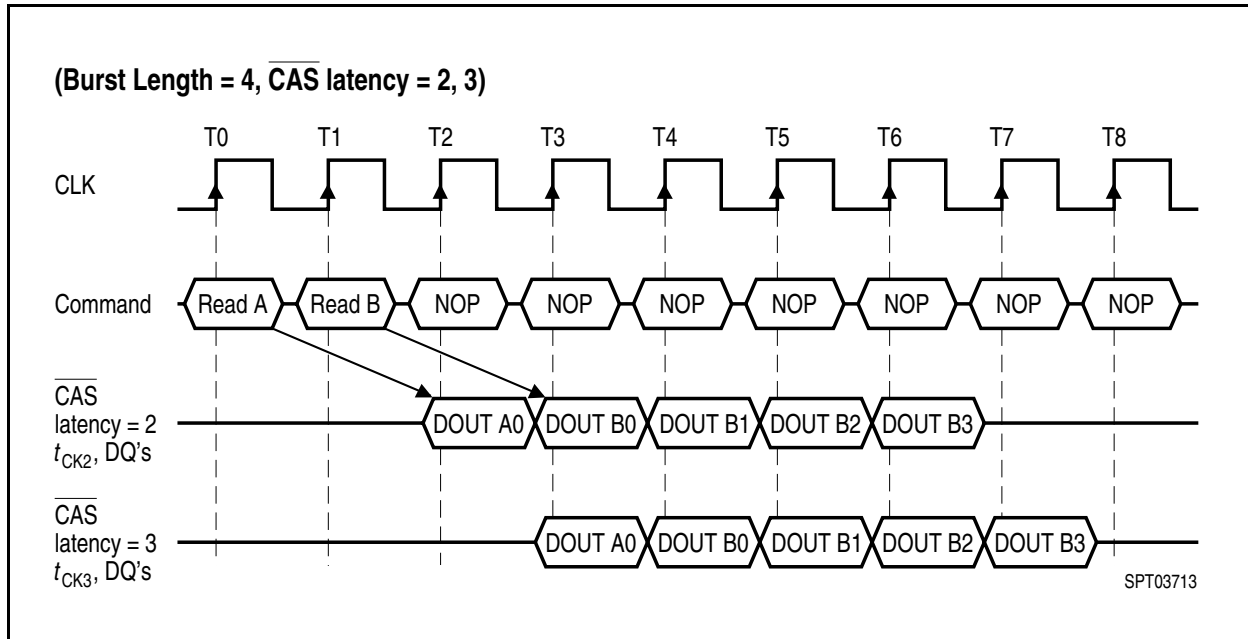 (Burst Length = 4, CAS latency = 2, 3)
T0 T1 T2 T3 T4 T5 T6 T7 T8
CLK
Command Read A Read B NOP NOP NOP NOP NOP NOP NOP
CAS
latency = 2
tCK2, DQ's
DOUT A0 DOUT B0 DOUT B1 DOUT B2 DOUT B3
CAS
latency = 3
tCK3, DQ's
DOUT A0 DOUT B0 DOUT B1 DOUT B2 DOUT B3
SPT03713